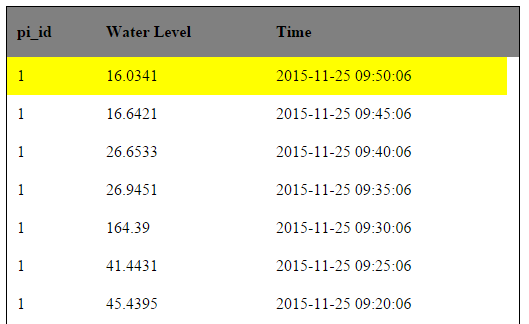 pi_id Water Level Time
1 16.0341 2015-11-25 09:50:06
1 16.6421 2015-11-25 09:45:06
1 26.6533 2015-11-25 09:40:06
1 26.9451 2015-11-25 09:35:06
1 164.39 2015-11-25 09:30:06
1 41.4431 2015-11-25 09:25:06
1 45.4395 2015-11-25 09:20:06